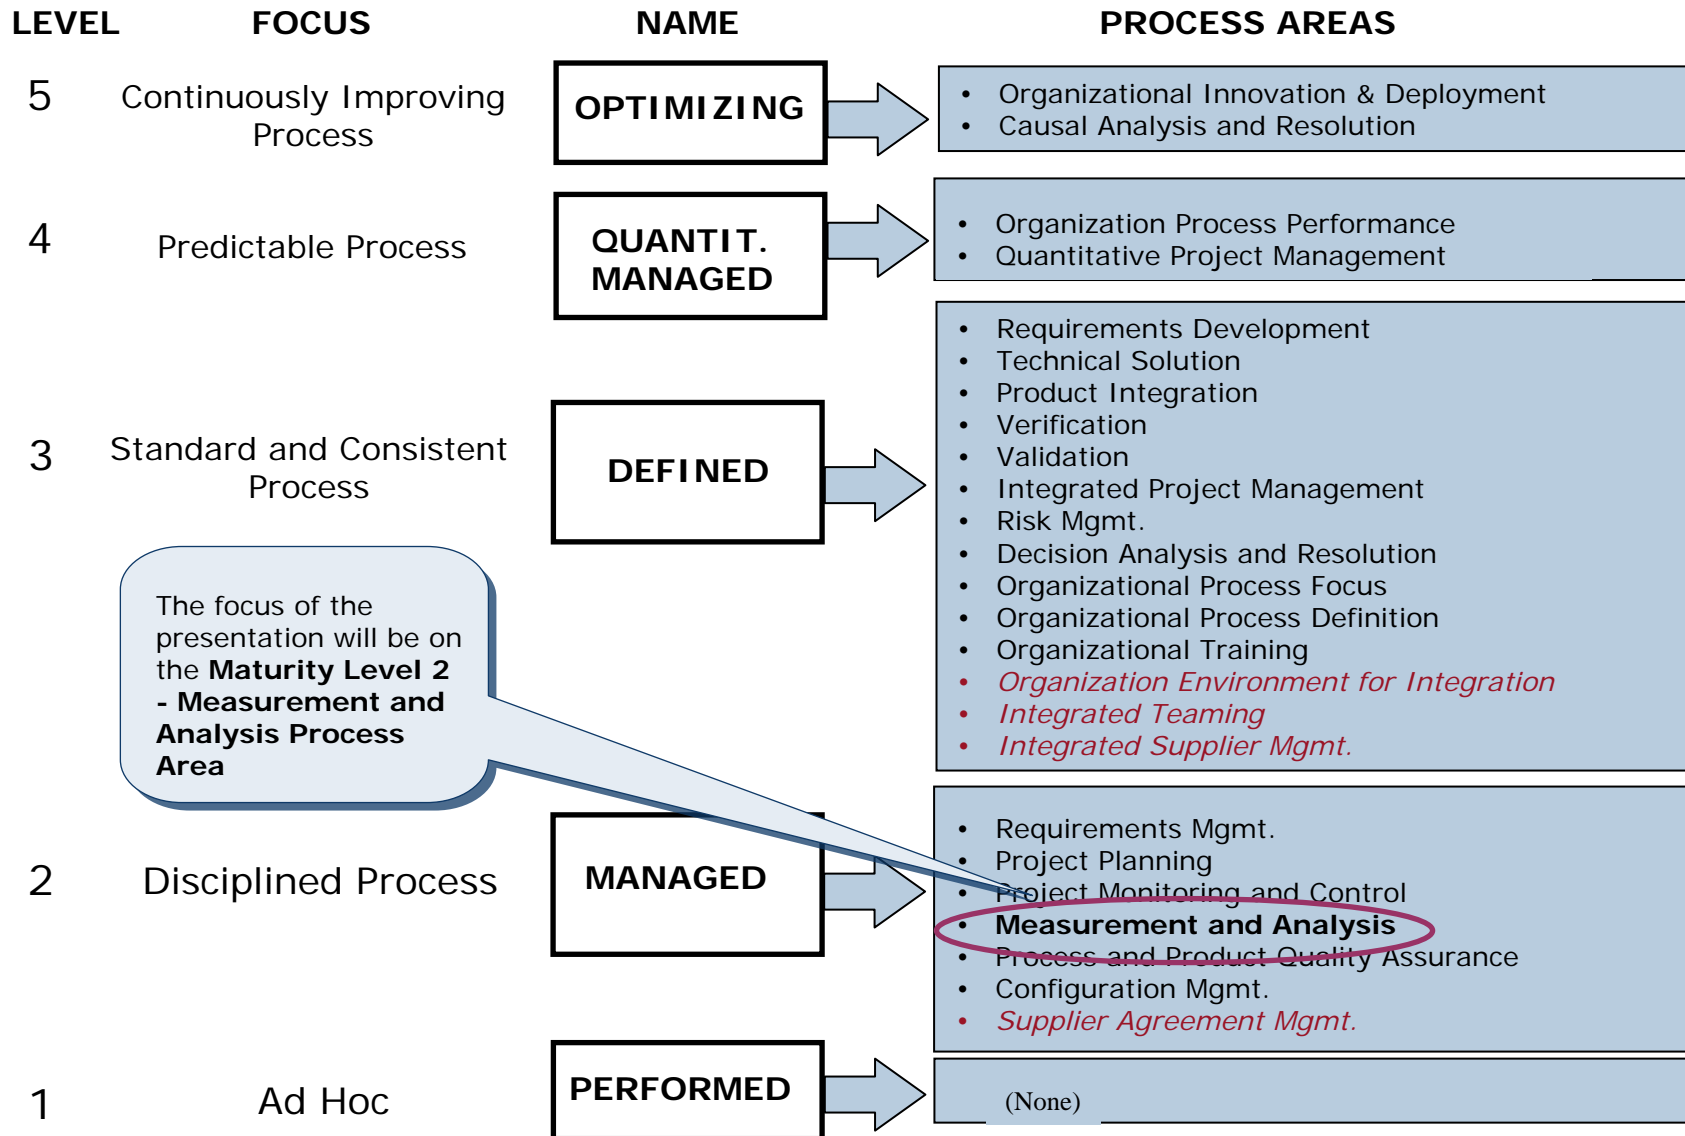 LEVEL FOCUS NAME PROCESS AREAS
5 Continuously Improving
Process
OPTIMIZING
• Organizational Innovation & Deployment
• Causal Analysis and Resolution
4 Predictable Process
QUANTIT.
MANAGED
• Organization Process Performance
• Quantitative Project Management
3 Standard and Consistent
Process
DEFINED
• Requirements Development
• Technical Solution
• Product Integration
• Verification
• Validation
• Integrated Project Management
• Risk Mgmt.
• Decision Analysis and Resolution
• Organizational Process Focus
• Organizational Process Definition
• Organizational Training
• Organization Environment for Integration
• Integrated Teaming
• Integrated Supplier Mgmt.
The focus of the
presentation will be on
the Maturity Level 2
- Measurement and
Analysis Process
Area
2 Disciplined Process
MANAGED
• Requirements Mgmt.
• Project Planning
• Project Monitoring and Control
• Measurement and Analysis
• Process and Product Quality Assurance
• Configuration Mgmt.
• Supplier Agreement Mgmt.
1 Ad Hoc
PERFORMED
(None)